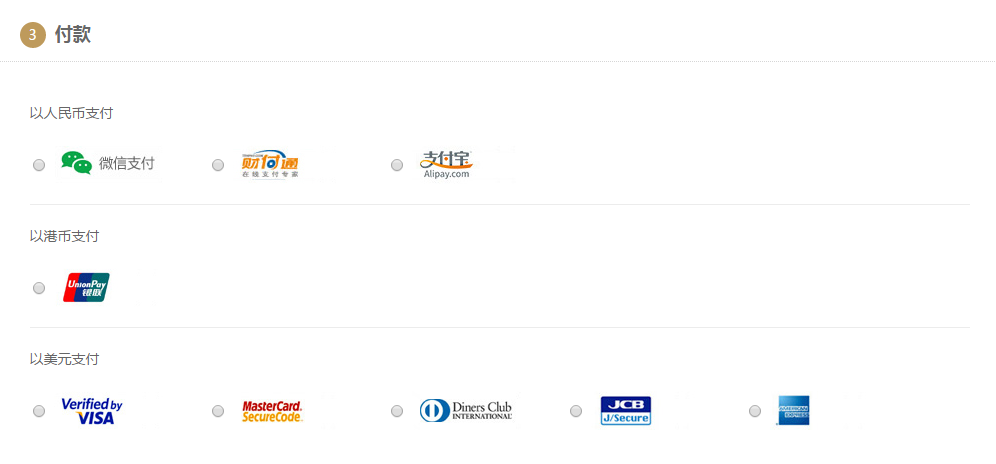 3 付款
以人民币支付
微信支付
财付通
在线支付专家
支付宝
Alipay.com
以港币支付
UnionPay
银联
以美元支付
Verified by
VISA
MasterCard.
SecureCode.
Diners Club
INTERNATIONAL
JCB
J/Secure
AMERICAN
EXPRESS